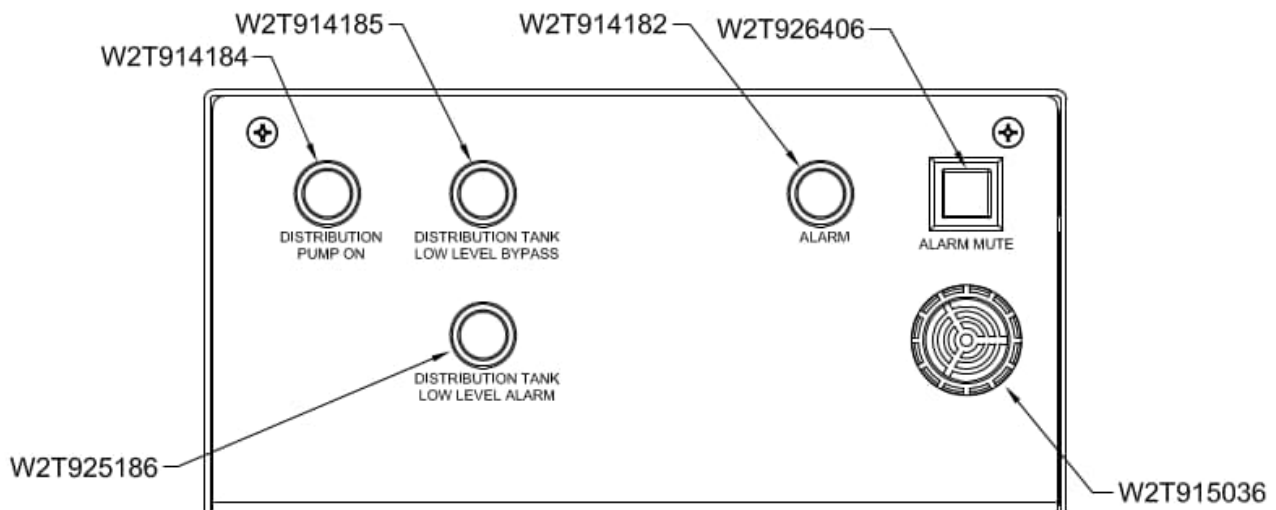 W2T914185
W2T914182
W2T926406
W2T914184
DISTRIBUTION
PUMP ON
DISTRIBUTION TANK
LOW LEVEL BYPASS
ALARM
ALARM MUTE
DISTRIBUTION TANK
LOW LEVEL ALARM
W2T925186
W2T915036